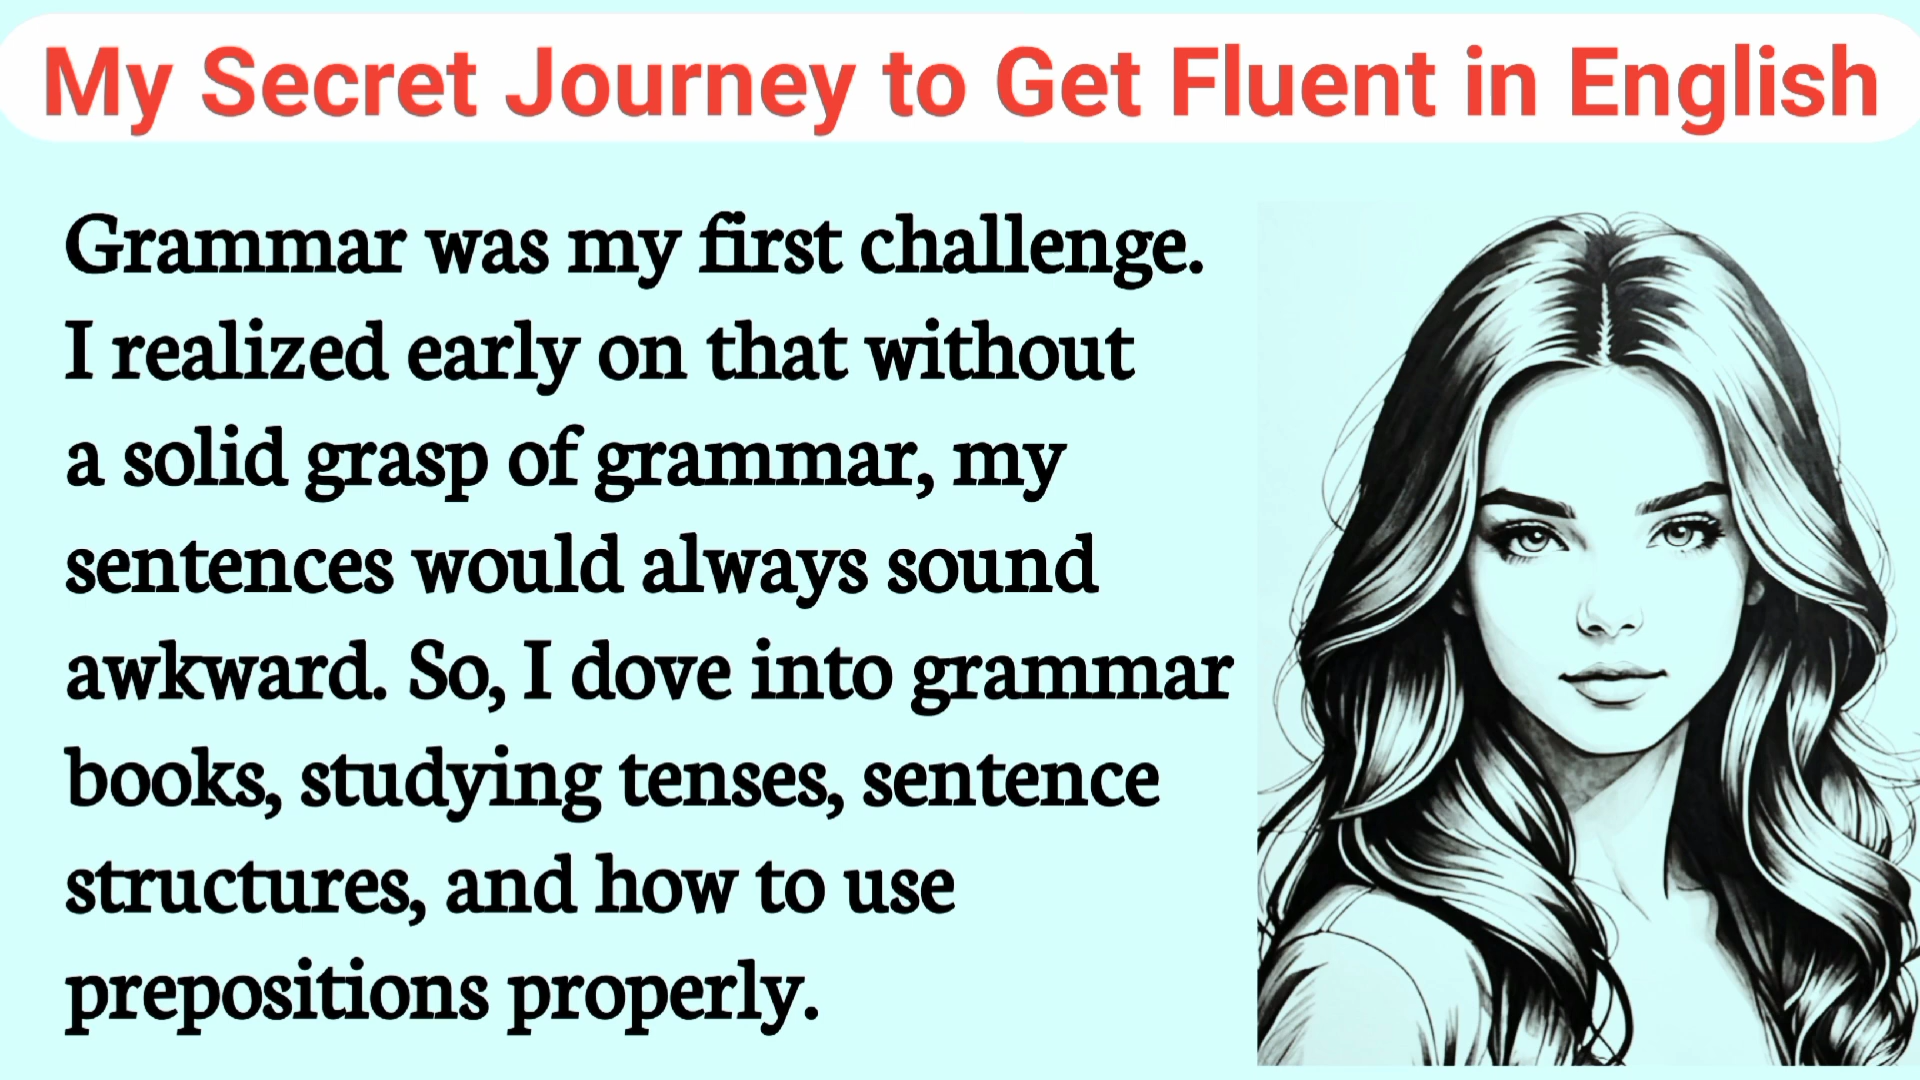 My Secret Journey to Get Fluent in English
Grammar was my first challenge.
I realized early on that without
a solid grasp of grammar, my
sentences would always sound
awkward. So, I dove into grammar
books, studying tenses, sentence
structures, and how to use
prepositions properly.